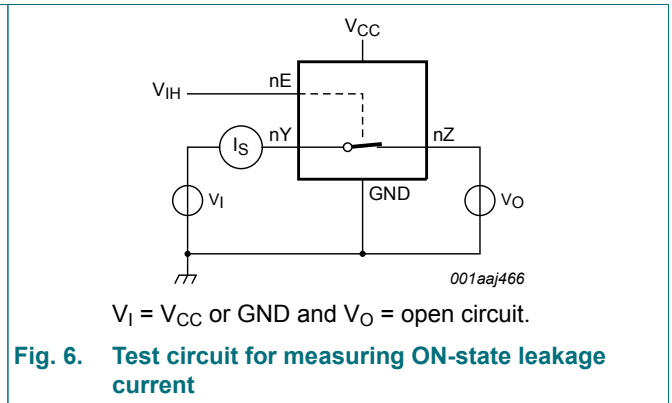 VCC
nE
VIH
IS
nY
nZ
GND
VI
VO
001aaj466
VI = VCC or GND and VO = open circuit.
Fig. 6. Test circuit for measuring ON-state leakage
current